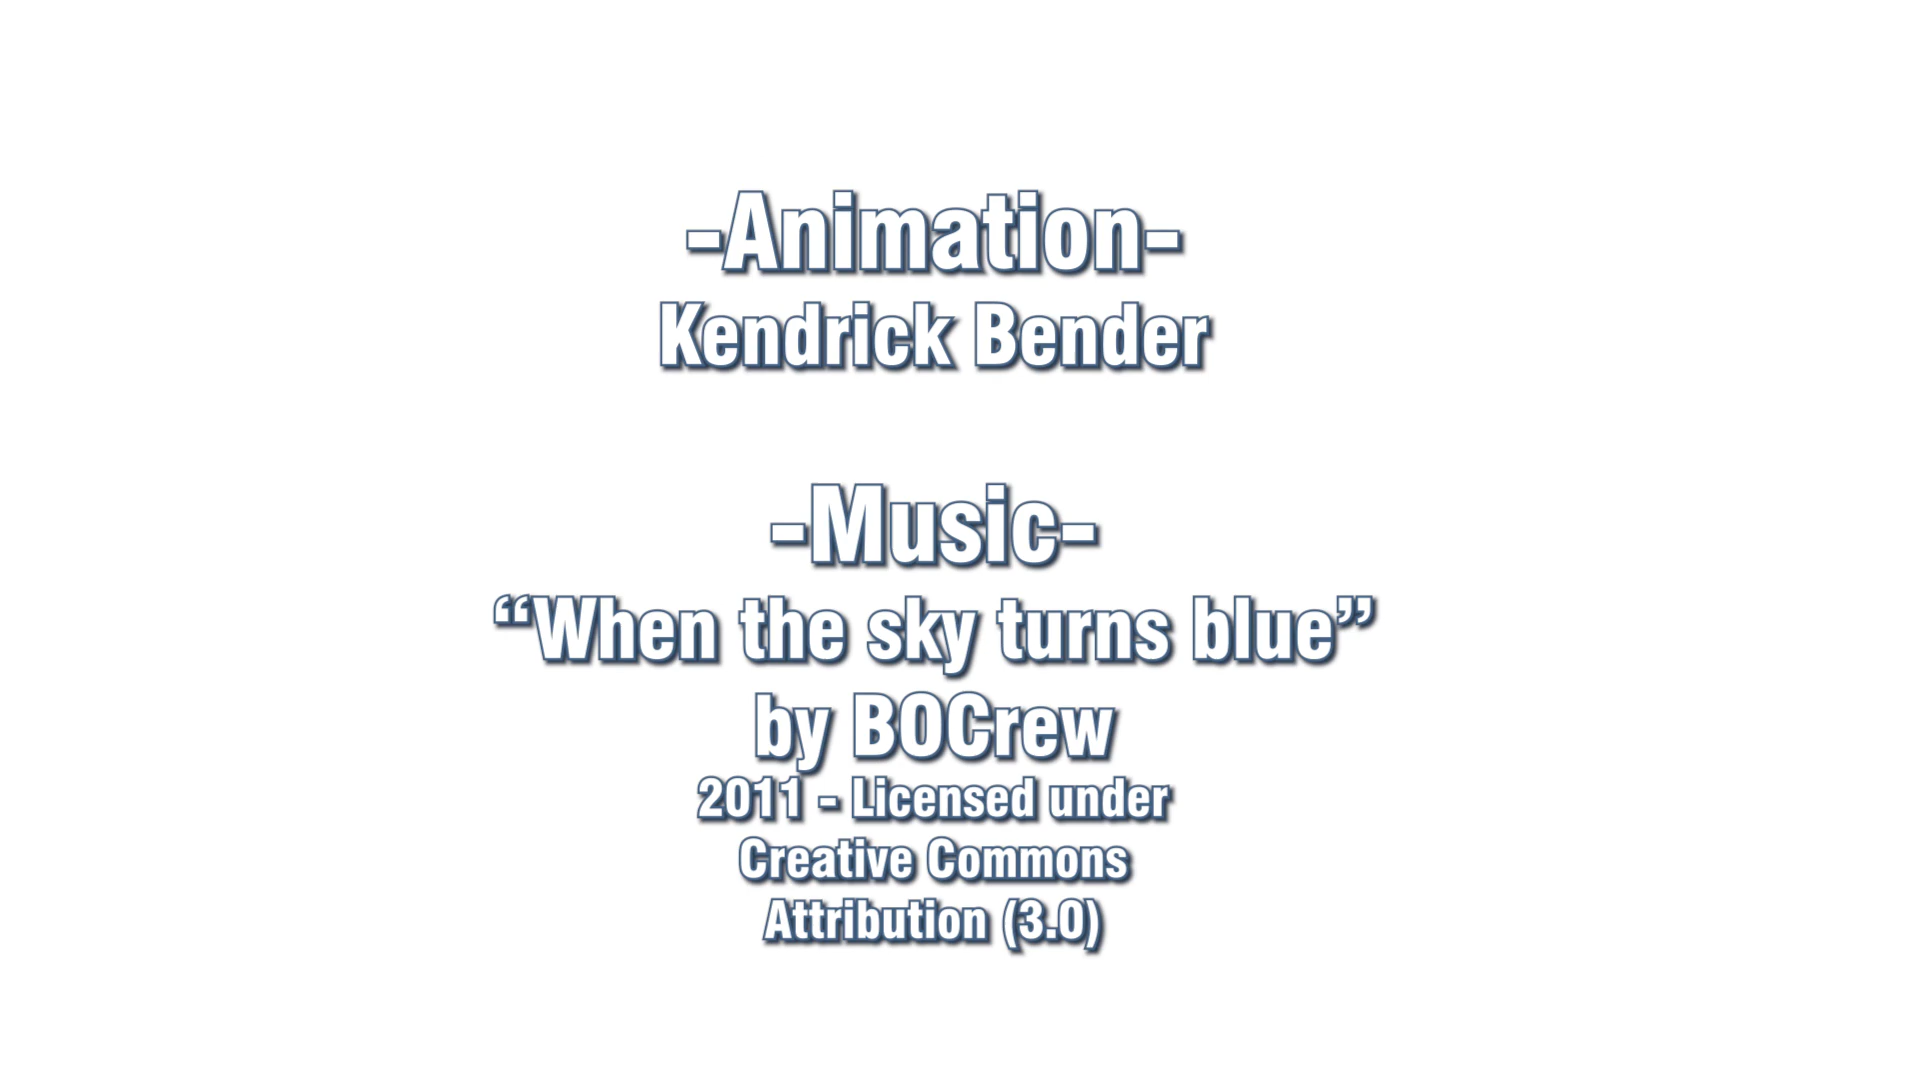 -Animation-
Kendrick Bender
-Music-
“When the sky turns blue”
by BOCrew
2011 - Licensed under
Creative Commons
Attribution (3.0)